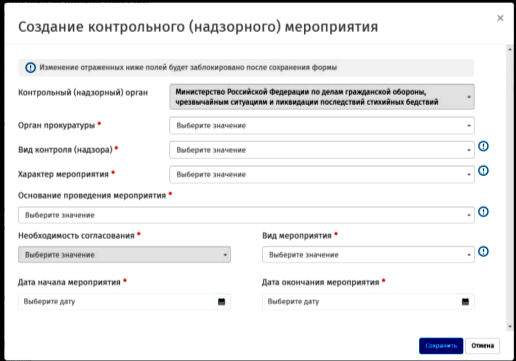 Создание контрольного (надзорного) мероприятия
Изменение отраженных ниже полей будет заблокировано после сохранения формы
Контрольный (надзорный) орган
Министерство Российской Федерации по делам гражданской обороны,
чрезвычайным ситуациям и ликвидации последствий стихийных бедствий
Орган прокуратуры *
Выберите значение
Вид контроля (надзора) *
Выберите значение
Характер мероприятия *
Выберите значение
Основание проведения мероприятия *
Выберите значение
Необходимость согласования * Вид мероприятия *
Выберите значение Выберите значение
Дата начала мероприятия * Дата окончания мероприятия *
Выберите дату Выберите дату
Сохранить Отмена